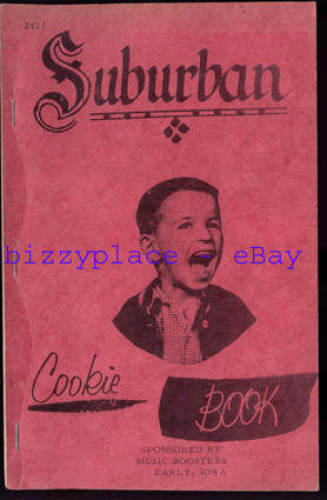 2421
Suburban
bizzyplace - eBay
Cookie
BOOK
SPONSORED BY
MUSIC BOOSTERS
EARLY, IOWA